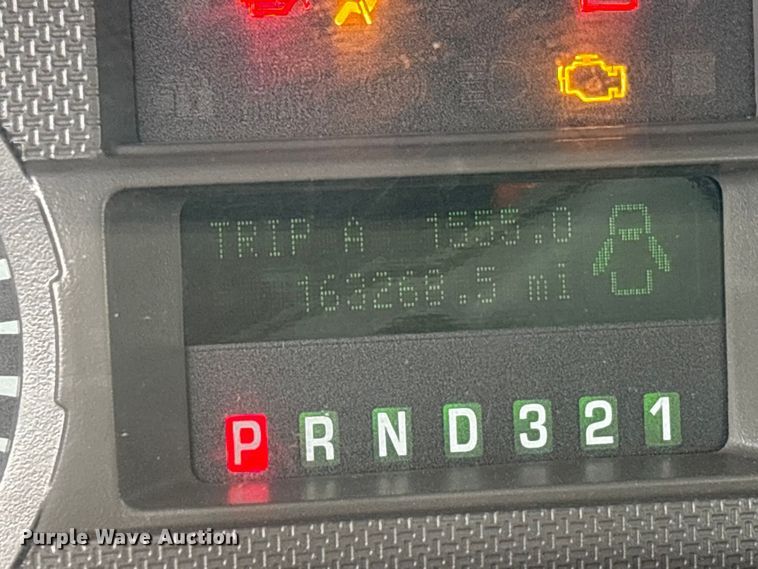 TRIP A 1555.0
163268.5 mi
P R N D 3 2 1
Purple Wave Auction